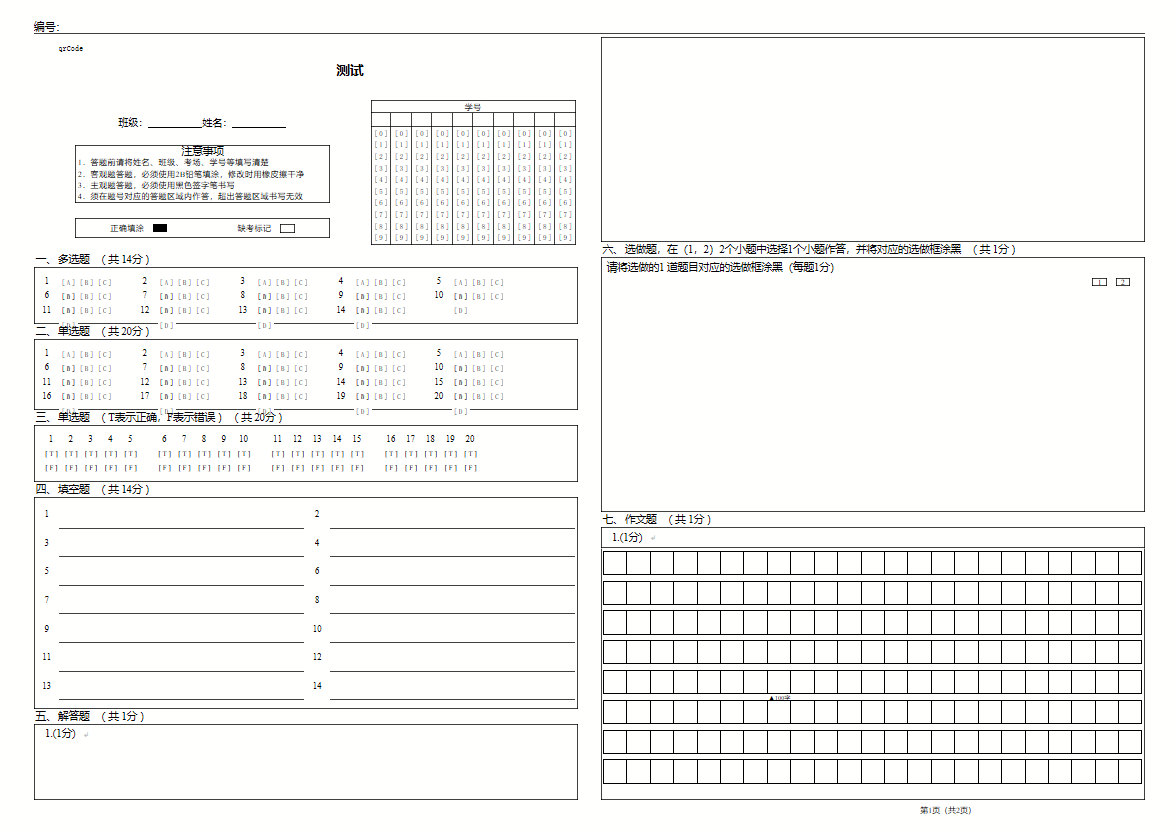 编号:
qrCode
测试
班级: 姓名:
注意事项
1. 答题前请将姓名、班级、考场、学号等填写清楚
2. 客观题答题，必须使用2B铅笔填涂，修改时用橡皮擦干净
3. 主观题答题，必须使用黑色签字笔书写
4. 须在题号对应的答题区域内作答，超出答题区域书写无效
正确填涂 缺考标记
学号
[0] [0] [0] [0] [0] [0] [0] [0] [0] [0]
[1] [1] [1] [1] [1] [1] [1] [1] [1] [1]
[2] [2] [2] [2] [2] [2] [2] [2] [2] [2]
[3] [3] [3] [3] [3] [3] [3] [3] [3] [3]
[4] [4] [4] [4] [4] [4] [4] [4] [4] [4]
[5] [5] [5] [5] [5] [5] [5] [5] [5] [5]
[6] [6] [6] [6] [6] [6] [6] [6] [6] [6]
[7] [7] [7] [7] [7] [7] [7] [7] [7] [7]
[8] [8] [8] [8] [8] [8] [8] [8] [8] [8]
[9] [9] [9] [9] [9] [9] [9] [9] [9] [9]
一、多选题 （共14分）
1 [A] [B] [C] 2 [A] [B] [C] 3 [A] [B] [C] 4 [A] [B] [C] 5 [A] [B] [C]
6 [B] [B] [C] 7 [B] [B] [C] 8 [B] [B] [C] 9 [B] [B] [C] 10 [B] [B] [C]
11 [B] [B] [C] 12 [B] [B] [C] 13 [B] [B] [C] 14 [B] [B] [C] [D]
[D] [D] [D] [D]
二、单选题 （共20分）
1 [A] [B] [C] 2 [A] [B] [C] 3 [A] [B] [C] 4 [A] [B] [C] 5 [A] [B] [C]
6 [B] [B] [C] 7 [B] [B] [C] 8 [B] [B] [C] 9 [B] [B] [C] 10 [B] [B] [C]
11 [B] [B] [C] 12 [B] [B] [C] 13 [B] [B] [C] 14 [B] [B] [C] 15 [B] [B] [C]
16 [B] [B] [C] 17 [B] [B] [C] 18 [B] [B] [C] 19 [B] [B] [C] 20 [B] [B] [C]
[D] [D] [D] [D] [D]
三、单选题 （T表示正确，F表示错误）（共20分）
1 2 3 4 5 6 7 8 9 10 11 12 13 14 15 16 17 18 19 20
[T] [T] [T] [T] [T] [T] [T] [T] [T] [T] [T] [T] [T] [T] [T] [T] [T] [T] [T] [T]
[F] [F] [F] [F] [F] [F] [F] [F] [F] [F] [F] [F] [F] [F] [F] [F] [F] [F] [F] [F]
四、填空题 （共14分）
1 2
3 4
5 6
7 8
9 10
11 12
13 14
五、解答题 （共1分）
1.(1分)
六、选做题，在（1，2）2个小题中选择1个小题作答，并将对应的选做框涂黑 （共1分）
请将选做的1 道题目对应的选做框涂黑（每题1分）
1 2
七、作文题 （共1分）
1.(1分)
▲100字
第1页（共2页）